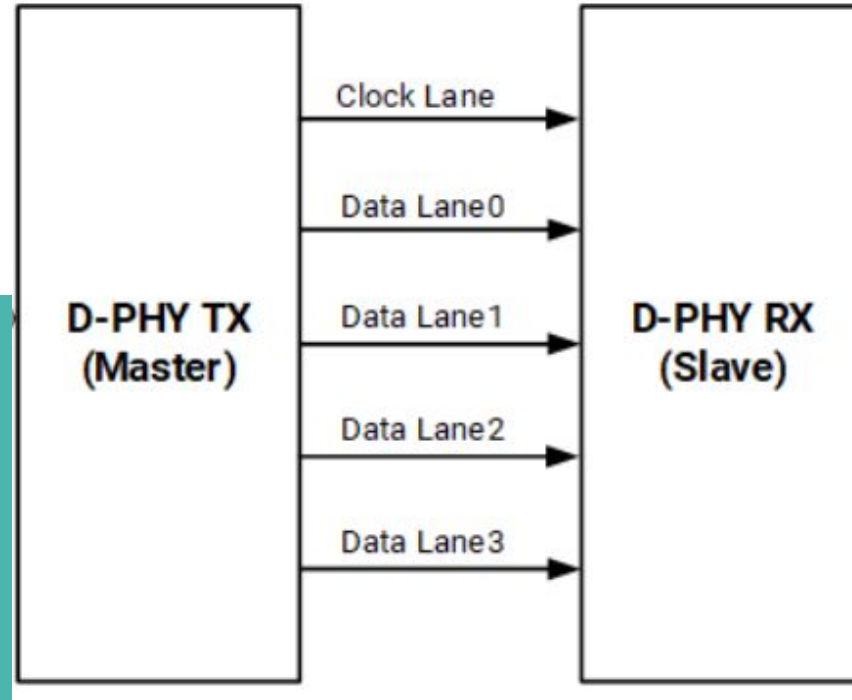 Clock Lane
Data Lane0
D-PHY TX
(Master)
Data Lane1
D-PHY RX
(Slave)
Data Lane2
Data Lane3